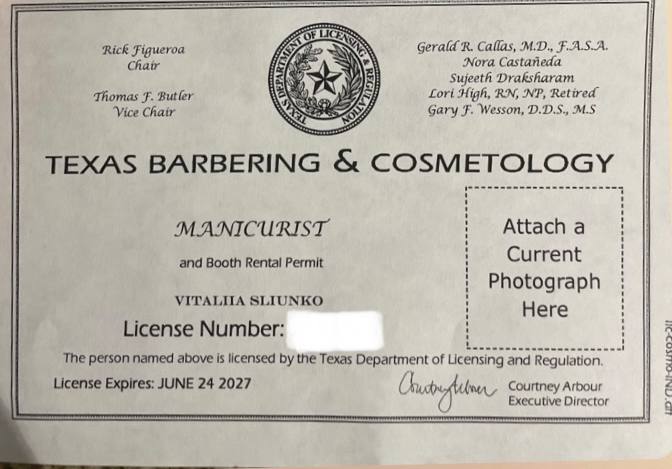 Rick Figueroa
Chair
Thomas F. Butler
Vice Chair
TEXAS DEPARTMENT OF LICENSING & REGULATION
Gerald R. Callas, M.D., F.A.S.A.
Nora Castañeda
Sujeeth Draksharam
Lori High, RN, NP, Retired
Gary F. Wesson, D.D.S., M.S
TEXAS BARBERING & COSMETOLOGY
MANICURIST
and Booth Rental Permit
VITALIIA SLIUNKO
License Number:
Attach a
Current
Photograph
Here
The person named above is licensed by the Texas Department of Licensing and Regulation.
License Expires: JUNE 24 2027
Courtney Arbour
Executive Director